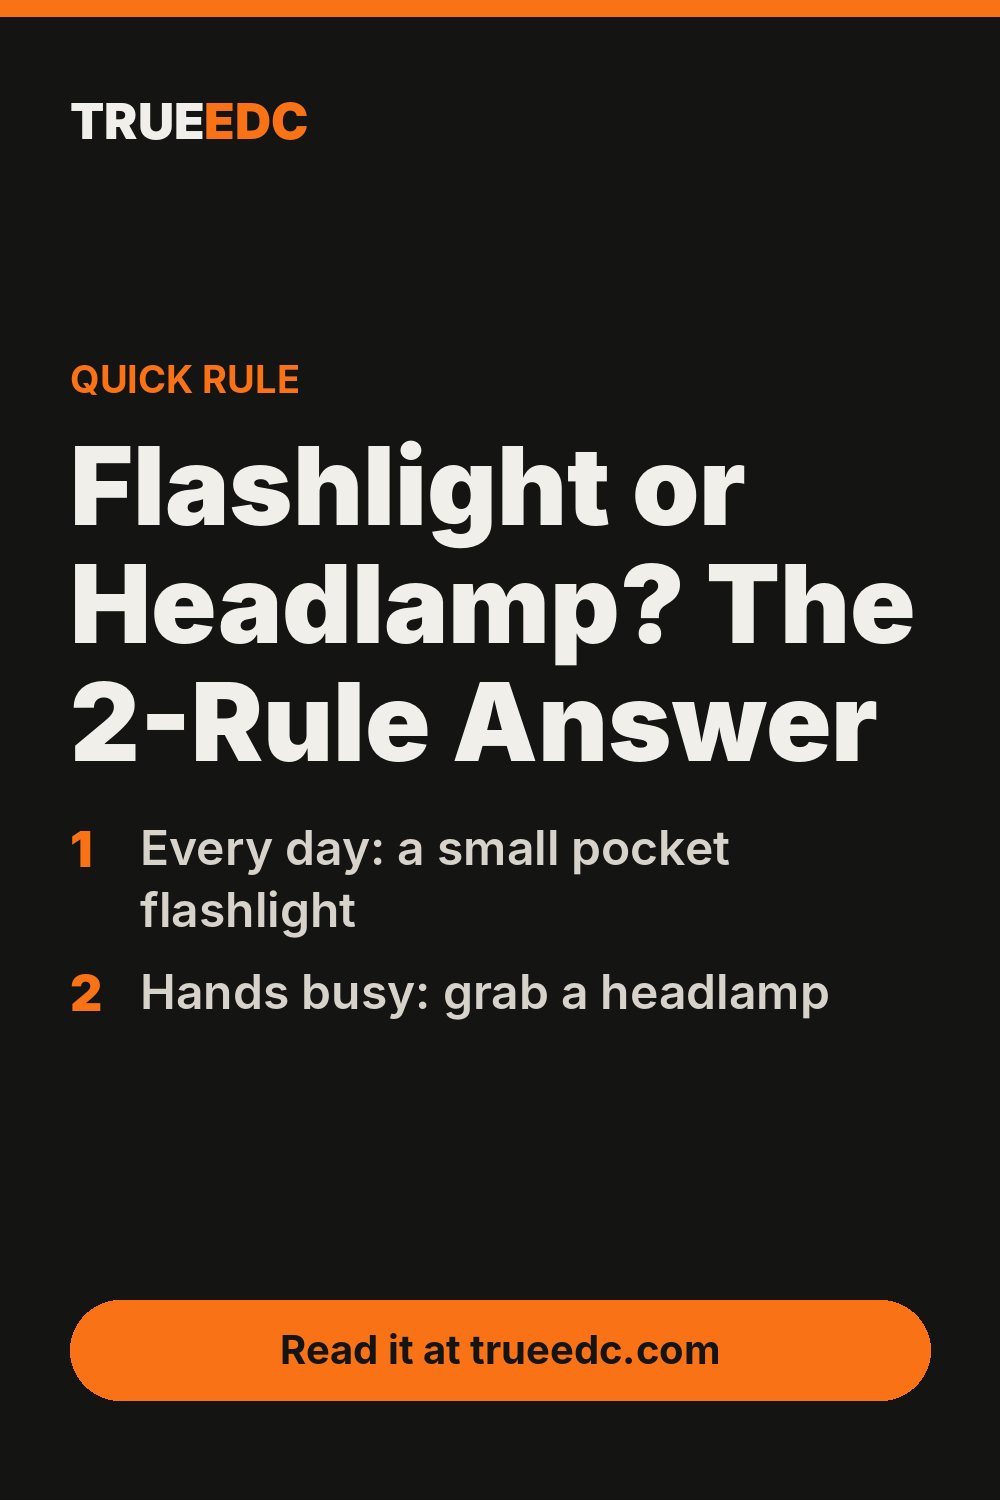 TRUEEDC
QUICK RULE
Flashlight or
Headlamp? The
2-Rule Answer
1 Every day: a small pocket
flashlight
2 Hands busy: grab a headlamp
Read it at trueedc.com